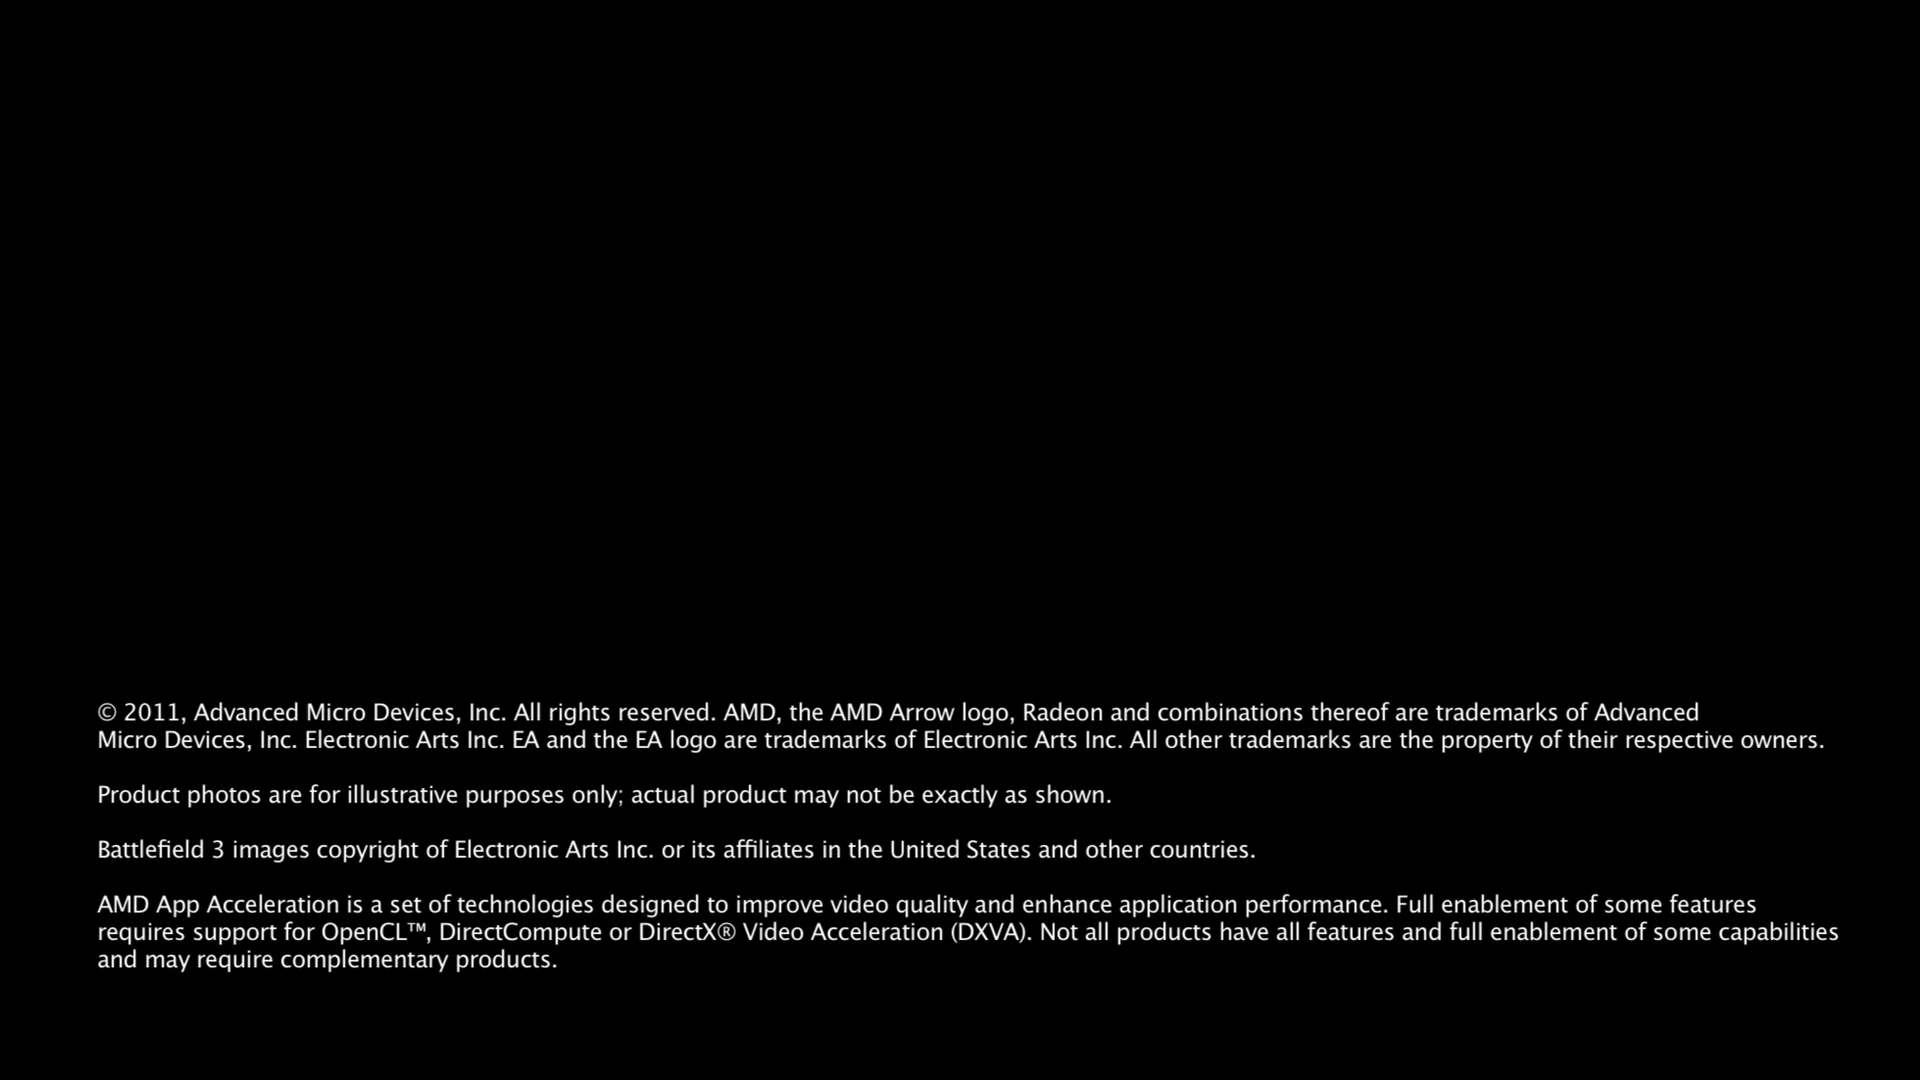 © 2011, Advanced Micro Devices, Inc. All rights reserved. AMD, the AMD Arrow logo, Radeon and combinations thereof are trademarks of Advanced
Micro Devices, Inc. Electronic Arts Inc. EA and the EA logo are trademarks of Electronic Arts Inc. All other trademarks are the property of their respective owners.
Product photos are for illustrative purposes only; actual product may not be exactly as shown.
Battlefield 3 images copyright of Electronic Arts Inc. or its affiliates in the United States and other countries.
AMD App Acceleration is a set of technologies designed to improve video quality and enhance application performance. Full enablement of some features
requires support for OpenCL™, DirectCompute or DirectX® Video Acceleration (DXVA). Not all products have all features and full enablement of some capabilities
and may require complementary products.